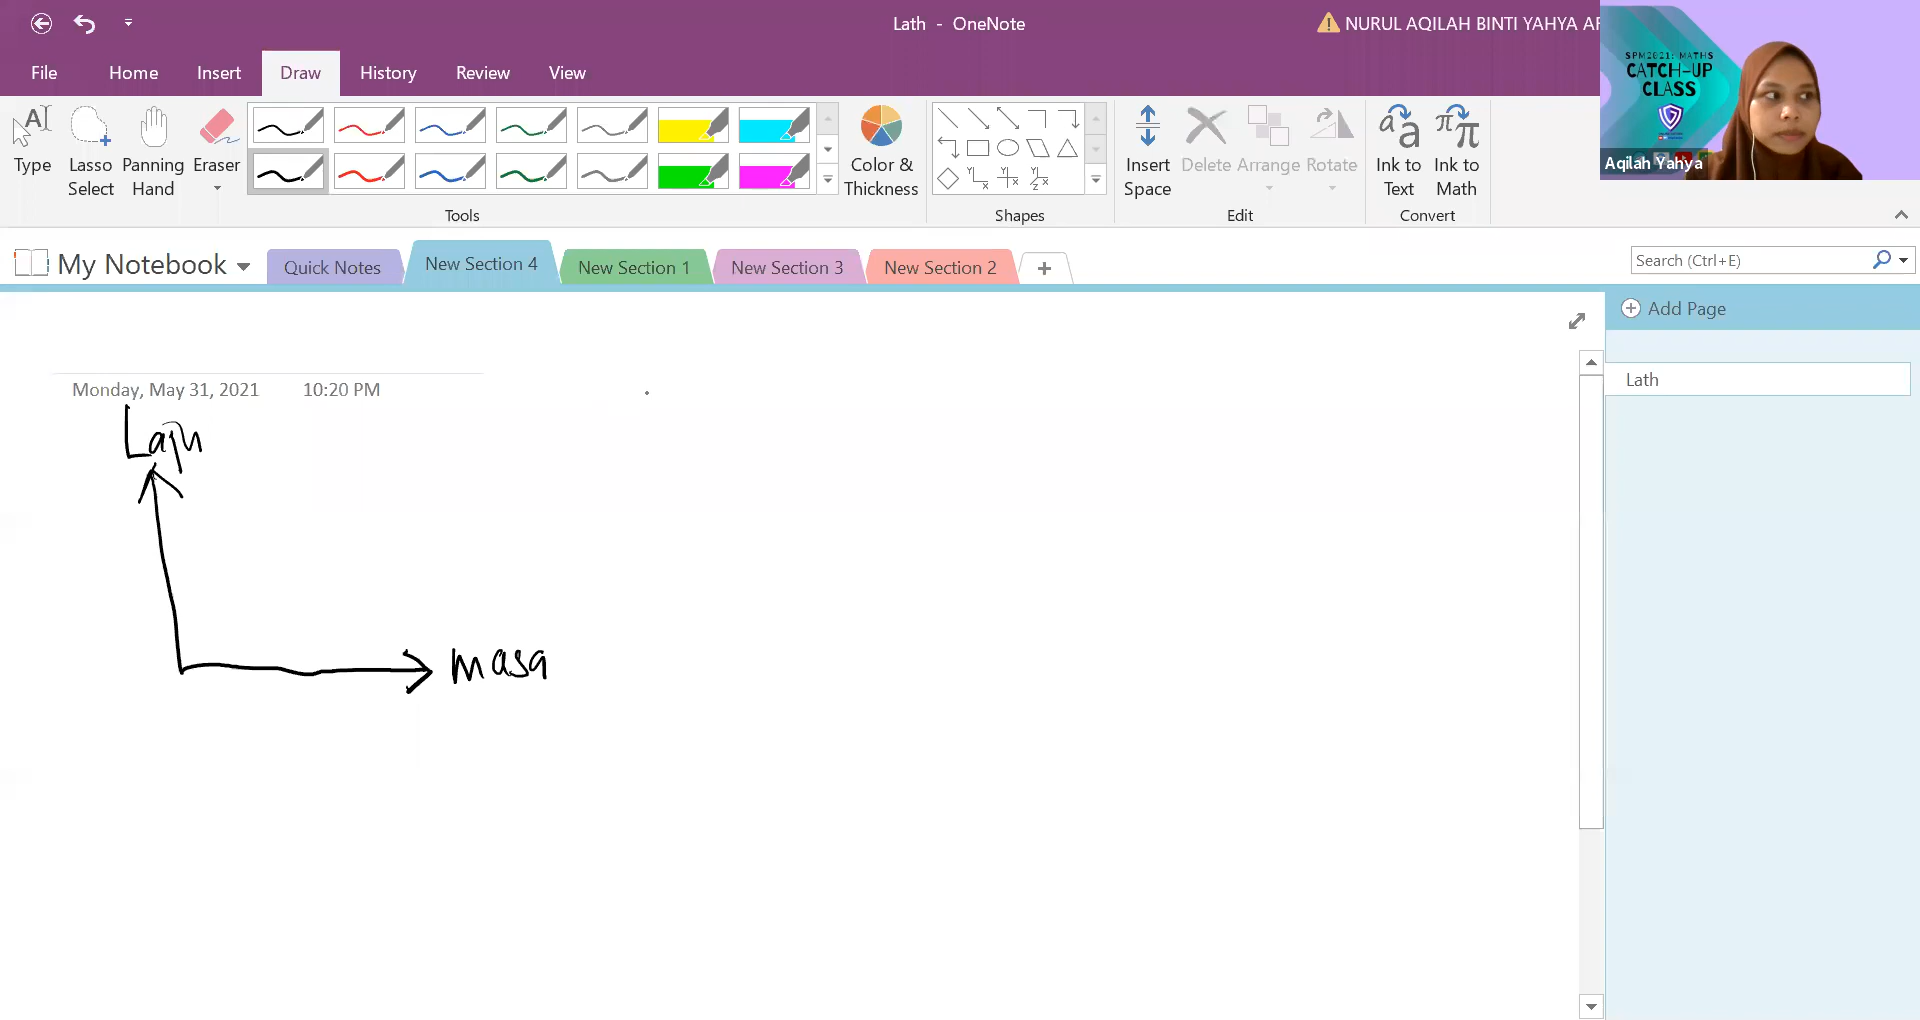 Lath - OneNote
NURUL AQILAH BINTI YAHYA
File Home Insert Draw History Review View
SPM2021: MATHS
CATCH-UP
CLASS
Aqilah Yahya
Type
Lasso Select
Panning Hand
Eraser
Color & Thickness
Insert Space
Delete
Arrange
Rotate
Ink to Text
Ink to Math
Tools Shapes Edit Convert
My Notebook Quick Notes New Section 4 New Section 1 New Section 3 New Section 2
Search (Ctrl+E)
Add Page
Lath
Monday, May 31, 2021 10:20 PM
Laju
masa